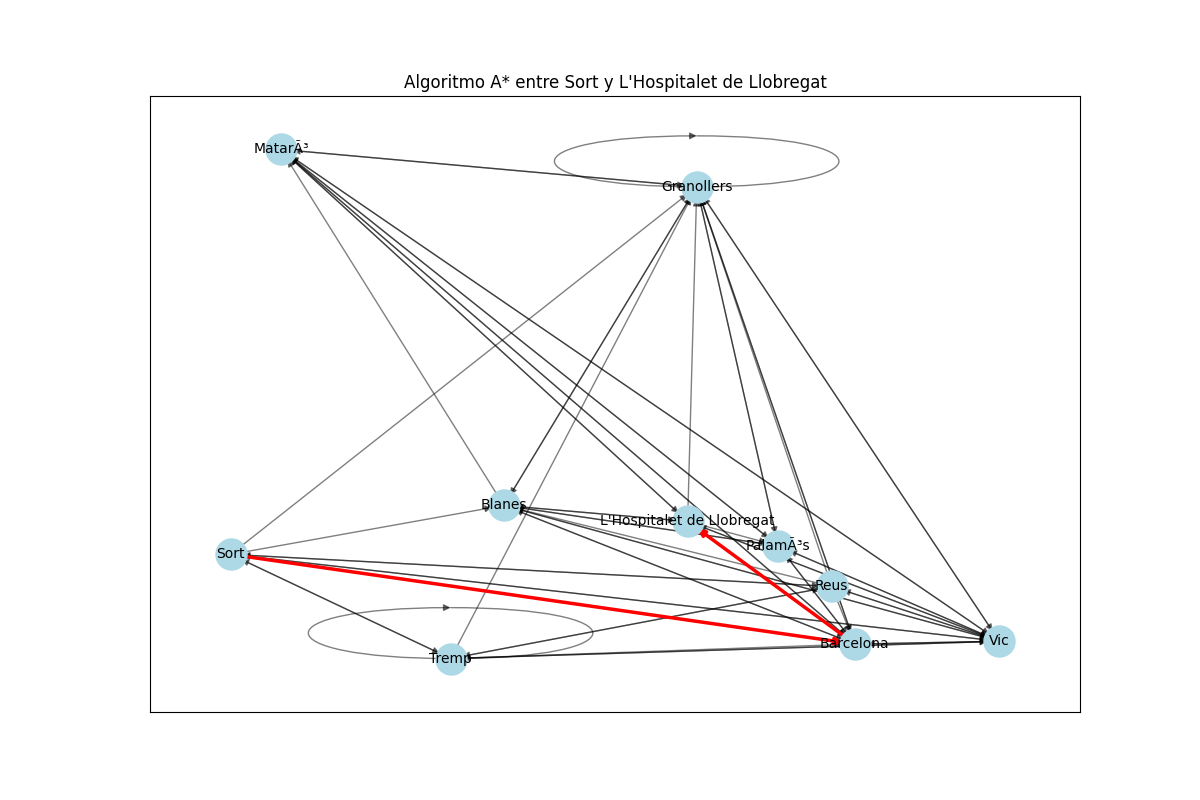 Algoritmo A* entre Sort y L'Hospitalet de Llobregat
MatarÃ³
Granollers
Blanes
L'Hospitalet de Llobregat
PalamÃ³s
Sort
Reus
Barcelona
Vic
Tremp